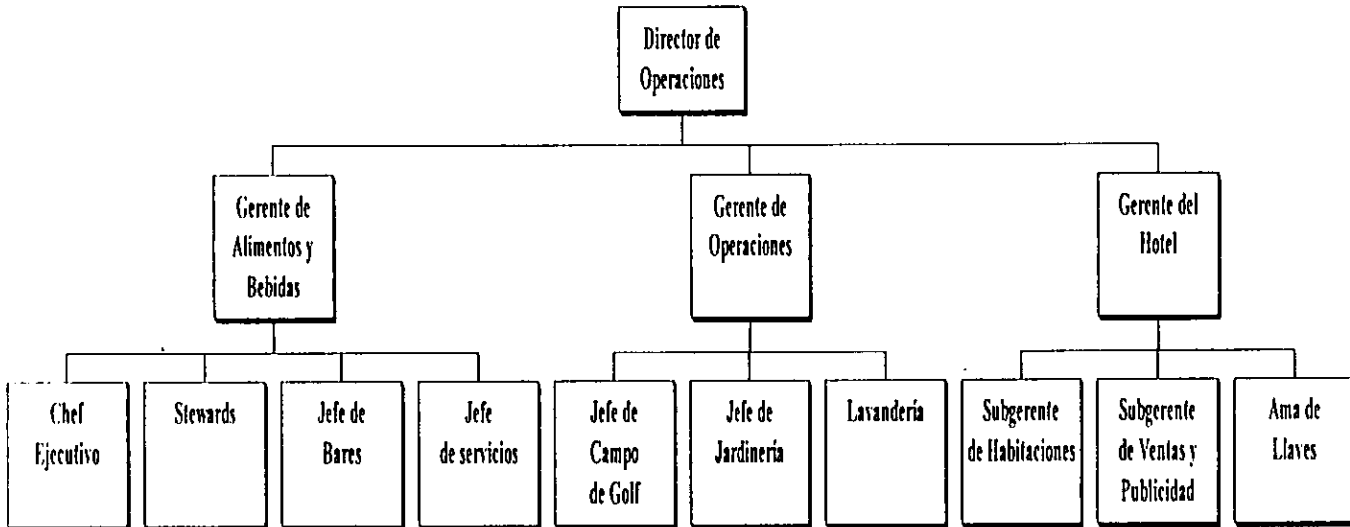 Director de
Operaciones
Gerente de
Alimentos y
Bebidas
Gerente de
Operaciones
Gerente del
Hotel
Chef
Ejecutivo
Stewards
Jefe de
Bares
Jefe
de servicios
Jefe de
Campo
de Golf
Jefe de
Jardinería
Lavandería
Subgerente
de Habitaciones
Subgerente
de Ventas y
Publicidad
Ama de
Llaves